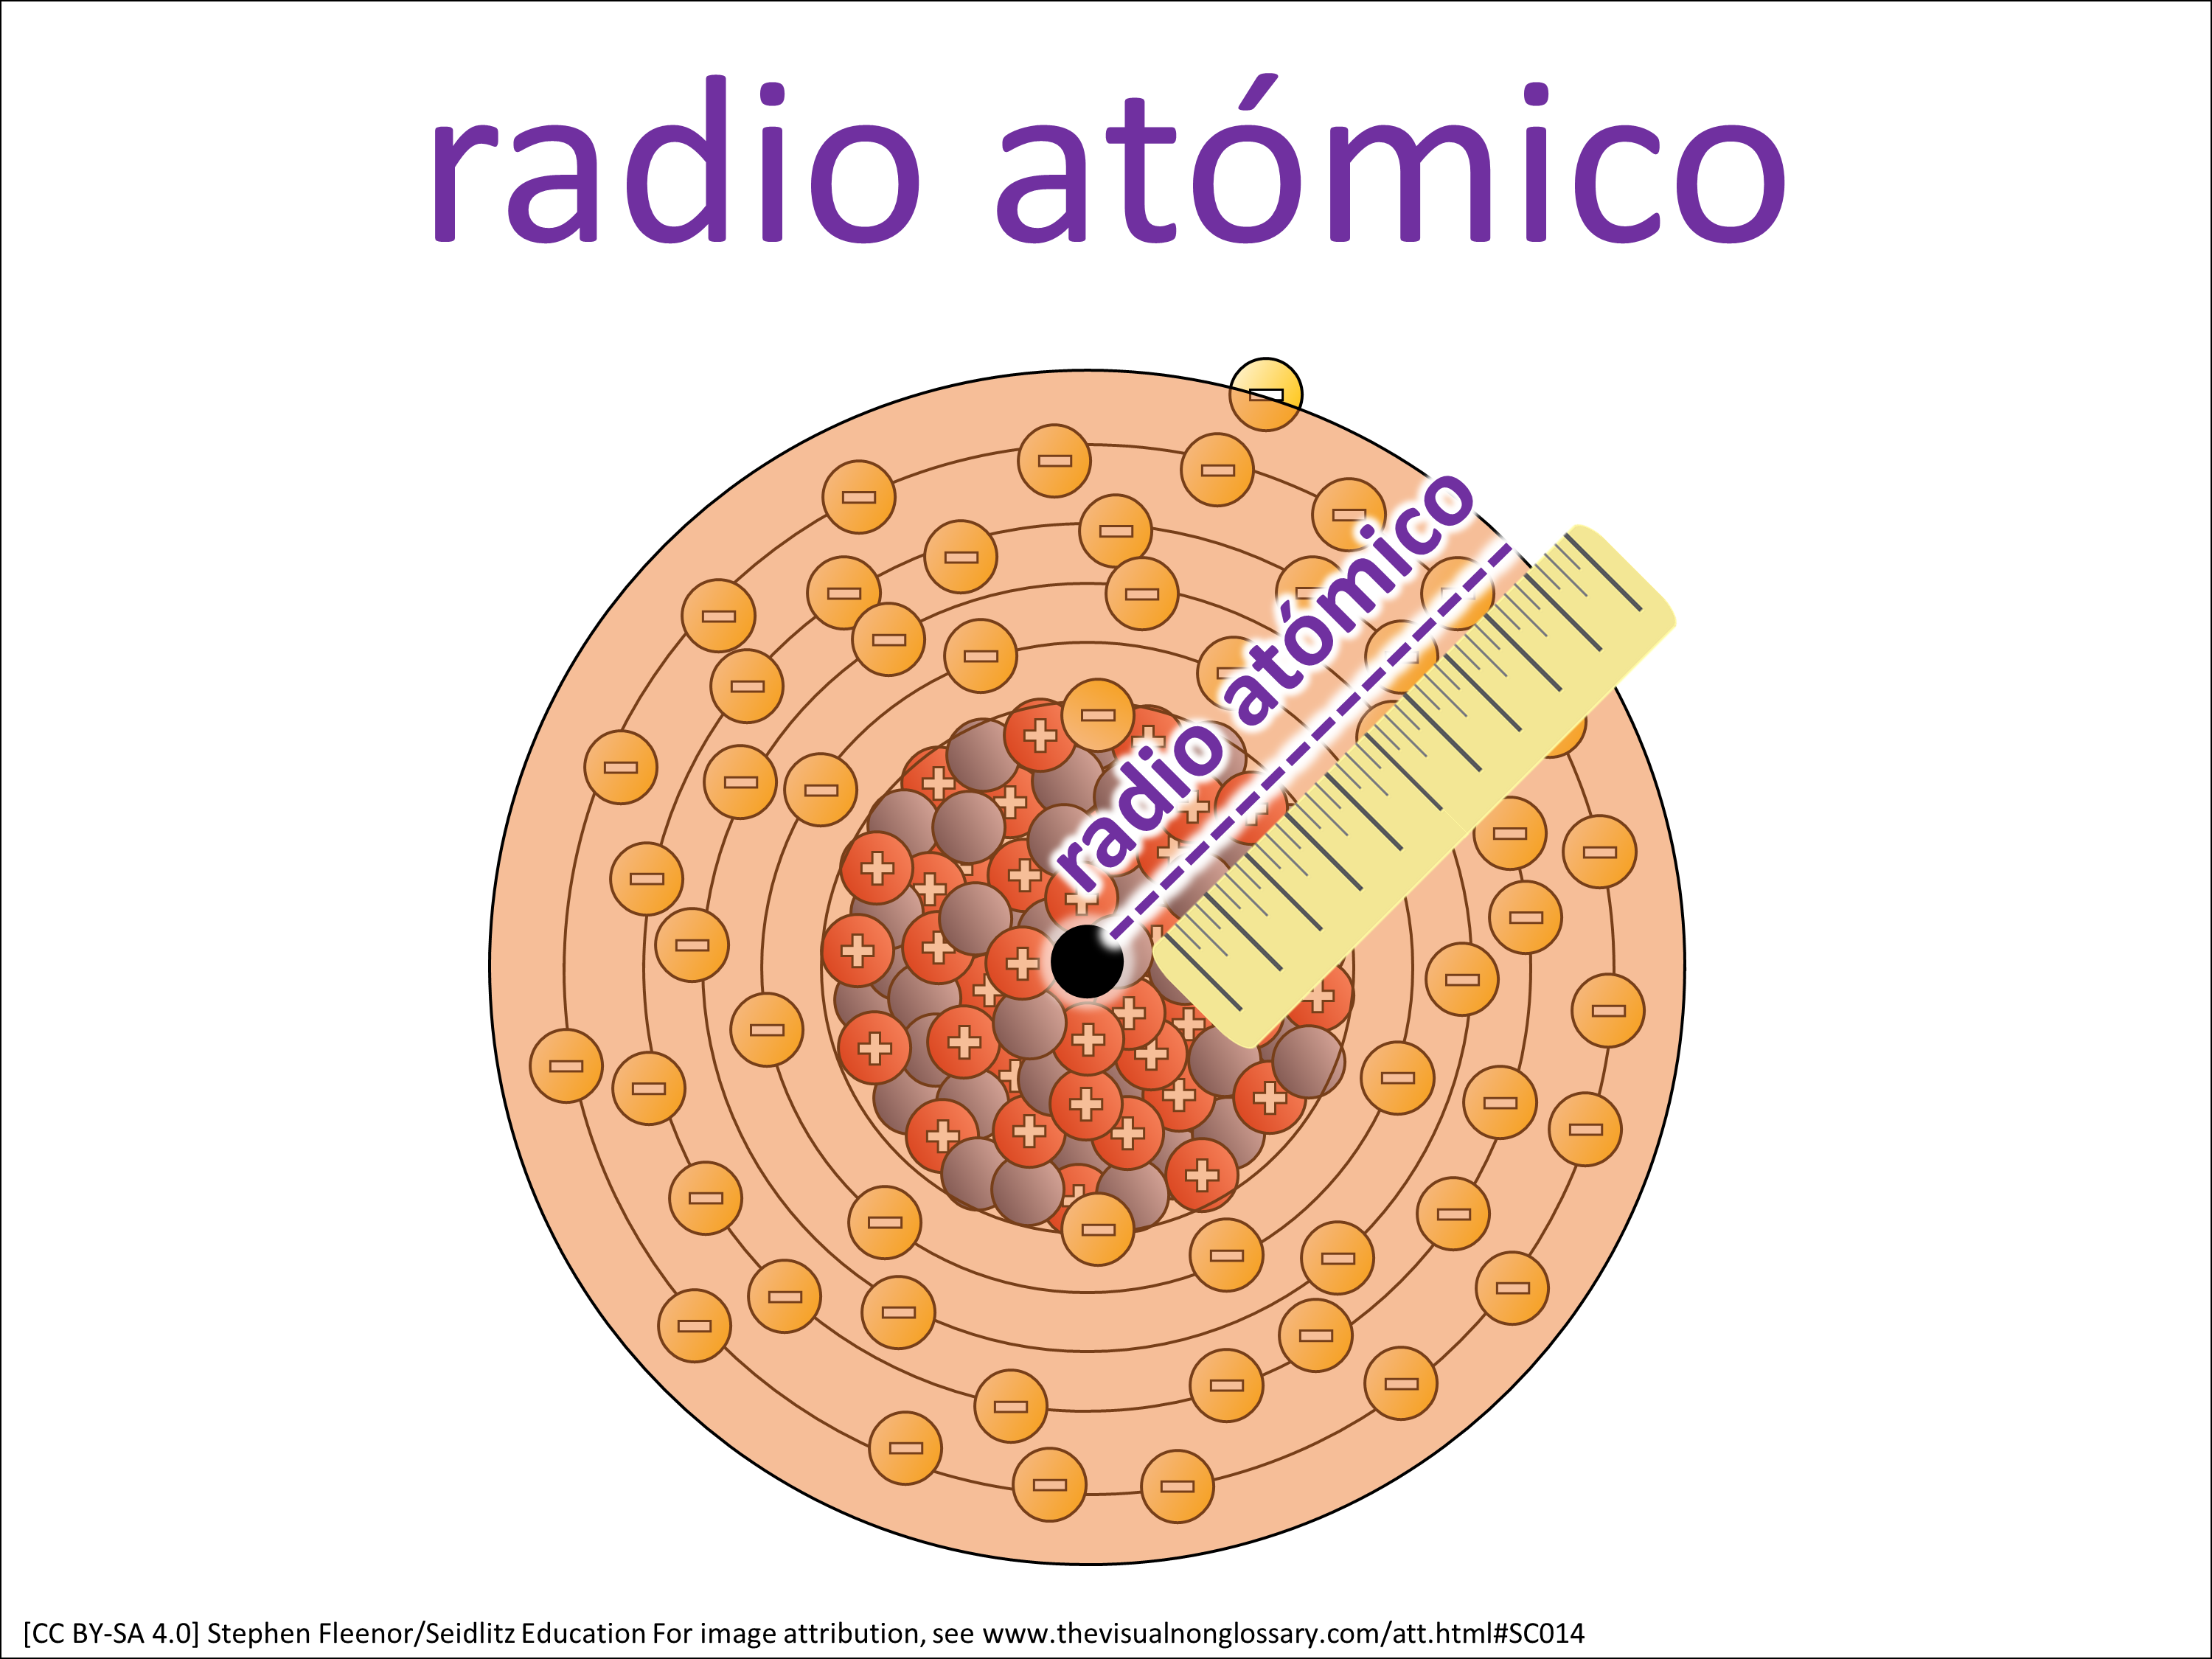 radio atómico
radio atómico
[CC BY-SA 4.0] Stephen Fleenor/Seidlitz Education For image attribution, see www.thevisualnonglossary.com/att.html#SC014